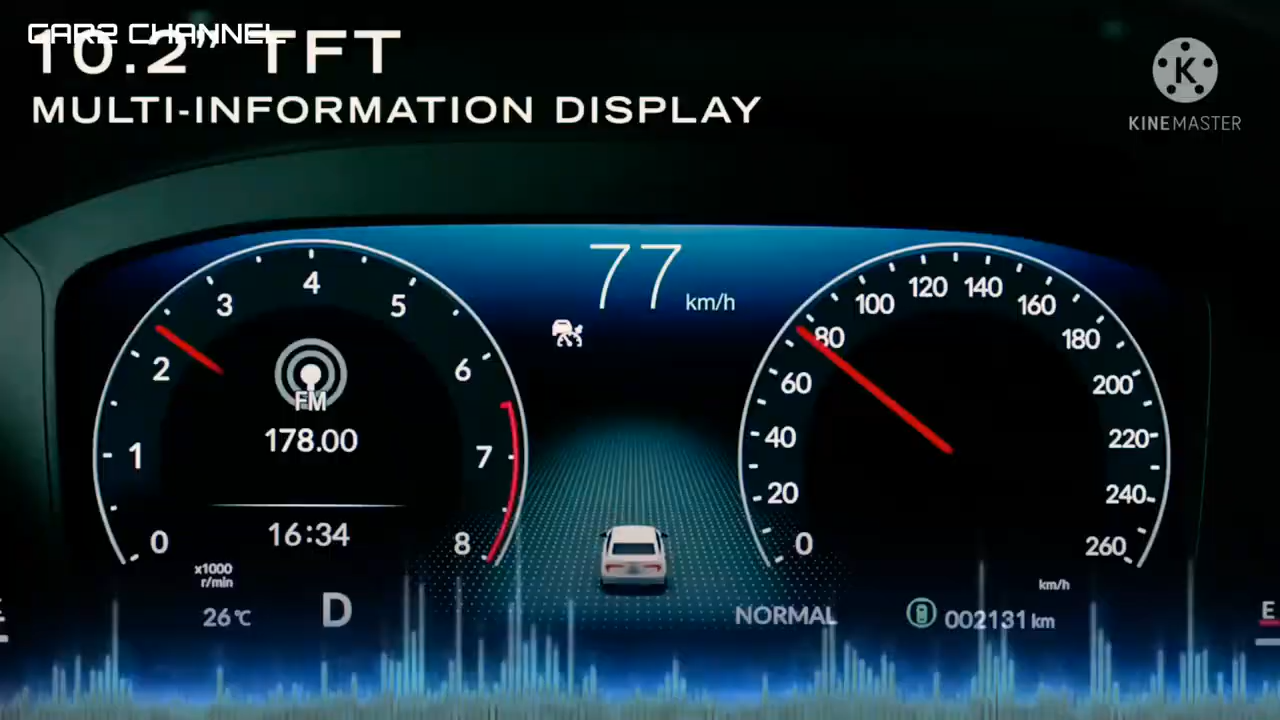 CAR2 CHANNEL
10.2” TFT
MULTI-INFORMATION DISPLAY
K
KINEMASTER
77 km/h
4
3
5
2
6
1
7
0
8
FM
178.00
16:34
x1000
r/min
26℃
D
120
140
100
160
80
180
60
200
40
220
20
240
0
260
km/h
NORMAL
002131 km
E